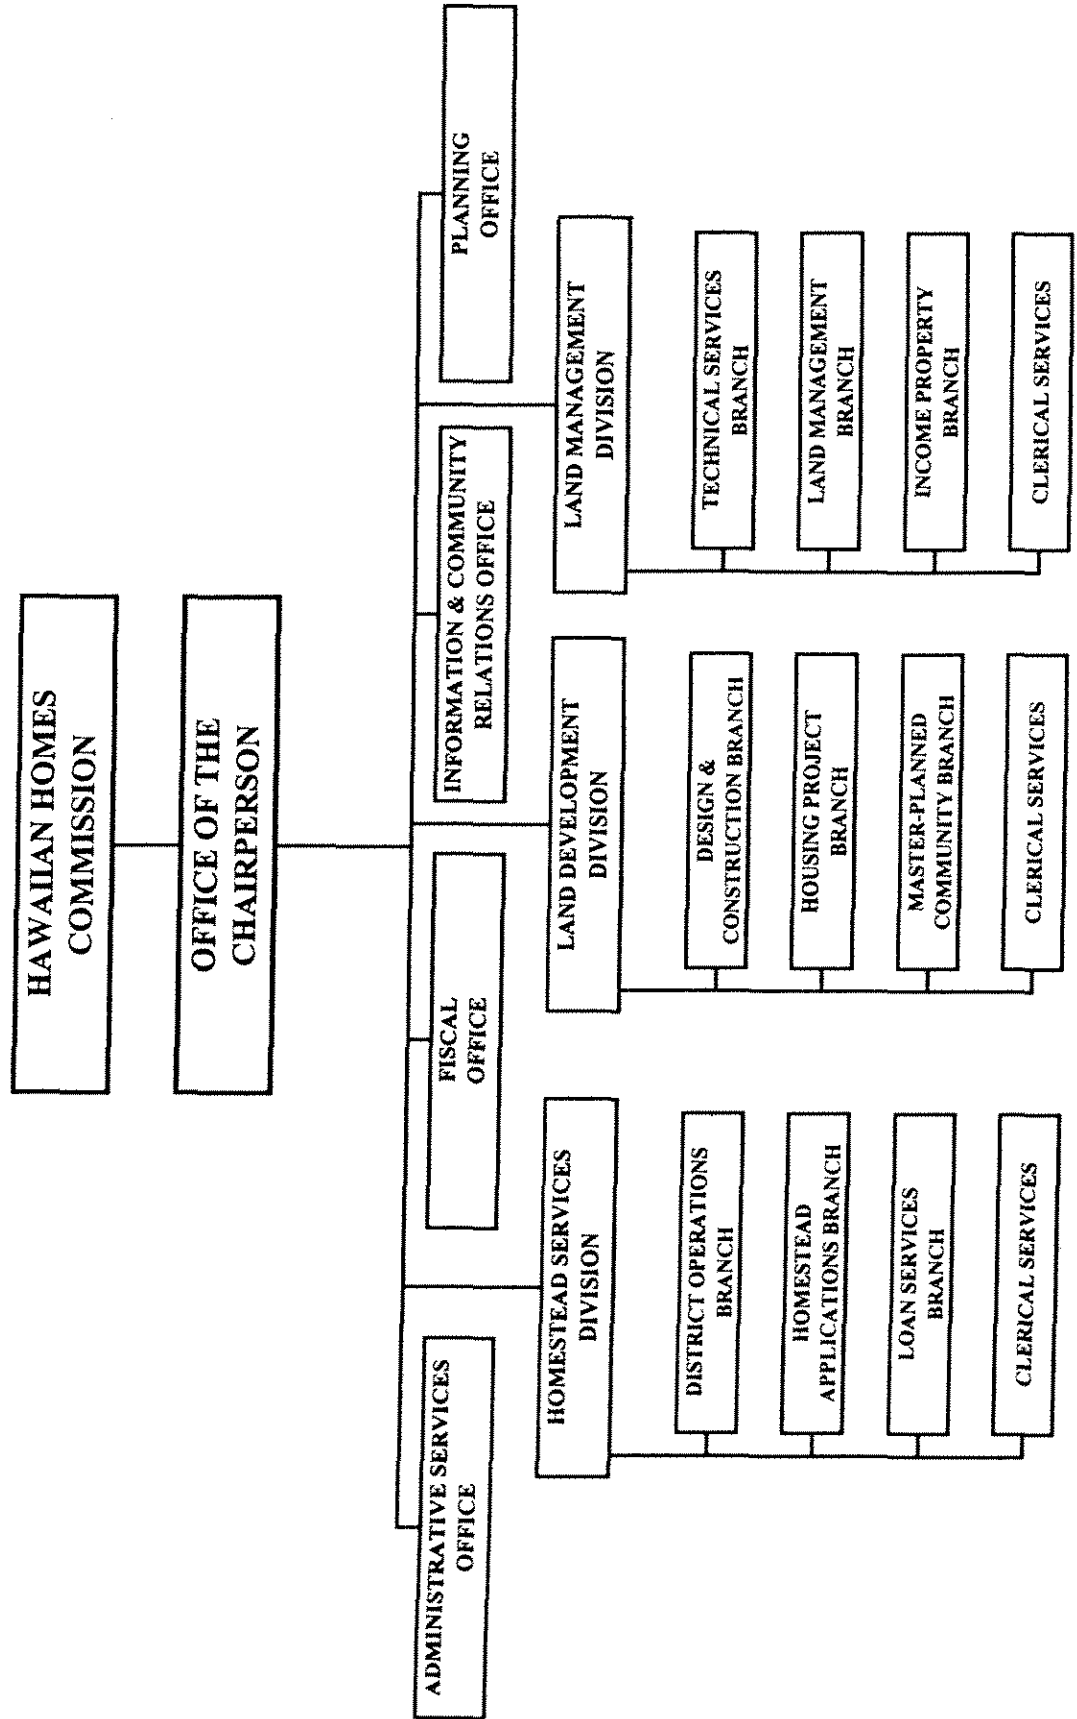 HAWAIIAN HOMES
COMMISSION
OFFICE OF THE
CHAIRPERSON
ADMINISTRATIVE SERVICES
OFFICE
FISCAL
OFFICE
INFORMATION & COMMUNITY
RELATIONS OFFICE
PLANNING
OFFICE
HOMESTEAD SERVICES
DIVISION
DISTRICT OPERATIONS
BRANCH
HOMESTEAD
APPLICATIONS BRANCH
LOAN SERVICES
BRANCH
CLERICAL SERVICES
LAND DEVELOPMENT
DIVISION
DESIGN &
CONSTRUCTION BRANCH
HOUSING PROJECT
BRANCH
MASTER-PLANNED
COMMUNITY BRANCH
CLERICAL SERVICES
LAND MANAGEMENT
DIVISION
TECHNICAL SERVICES
BRANCH
LAND MANAGEMENT
BRANCH
INCOME PROPERTY
BRANCH
CLERICAL SERVICES